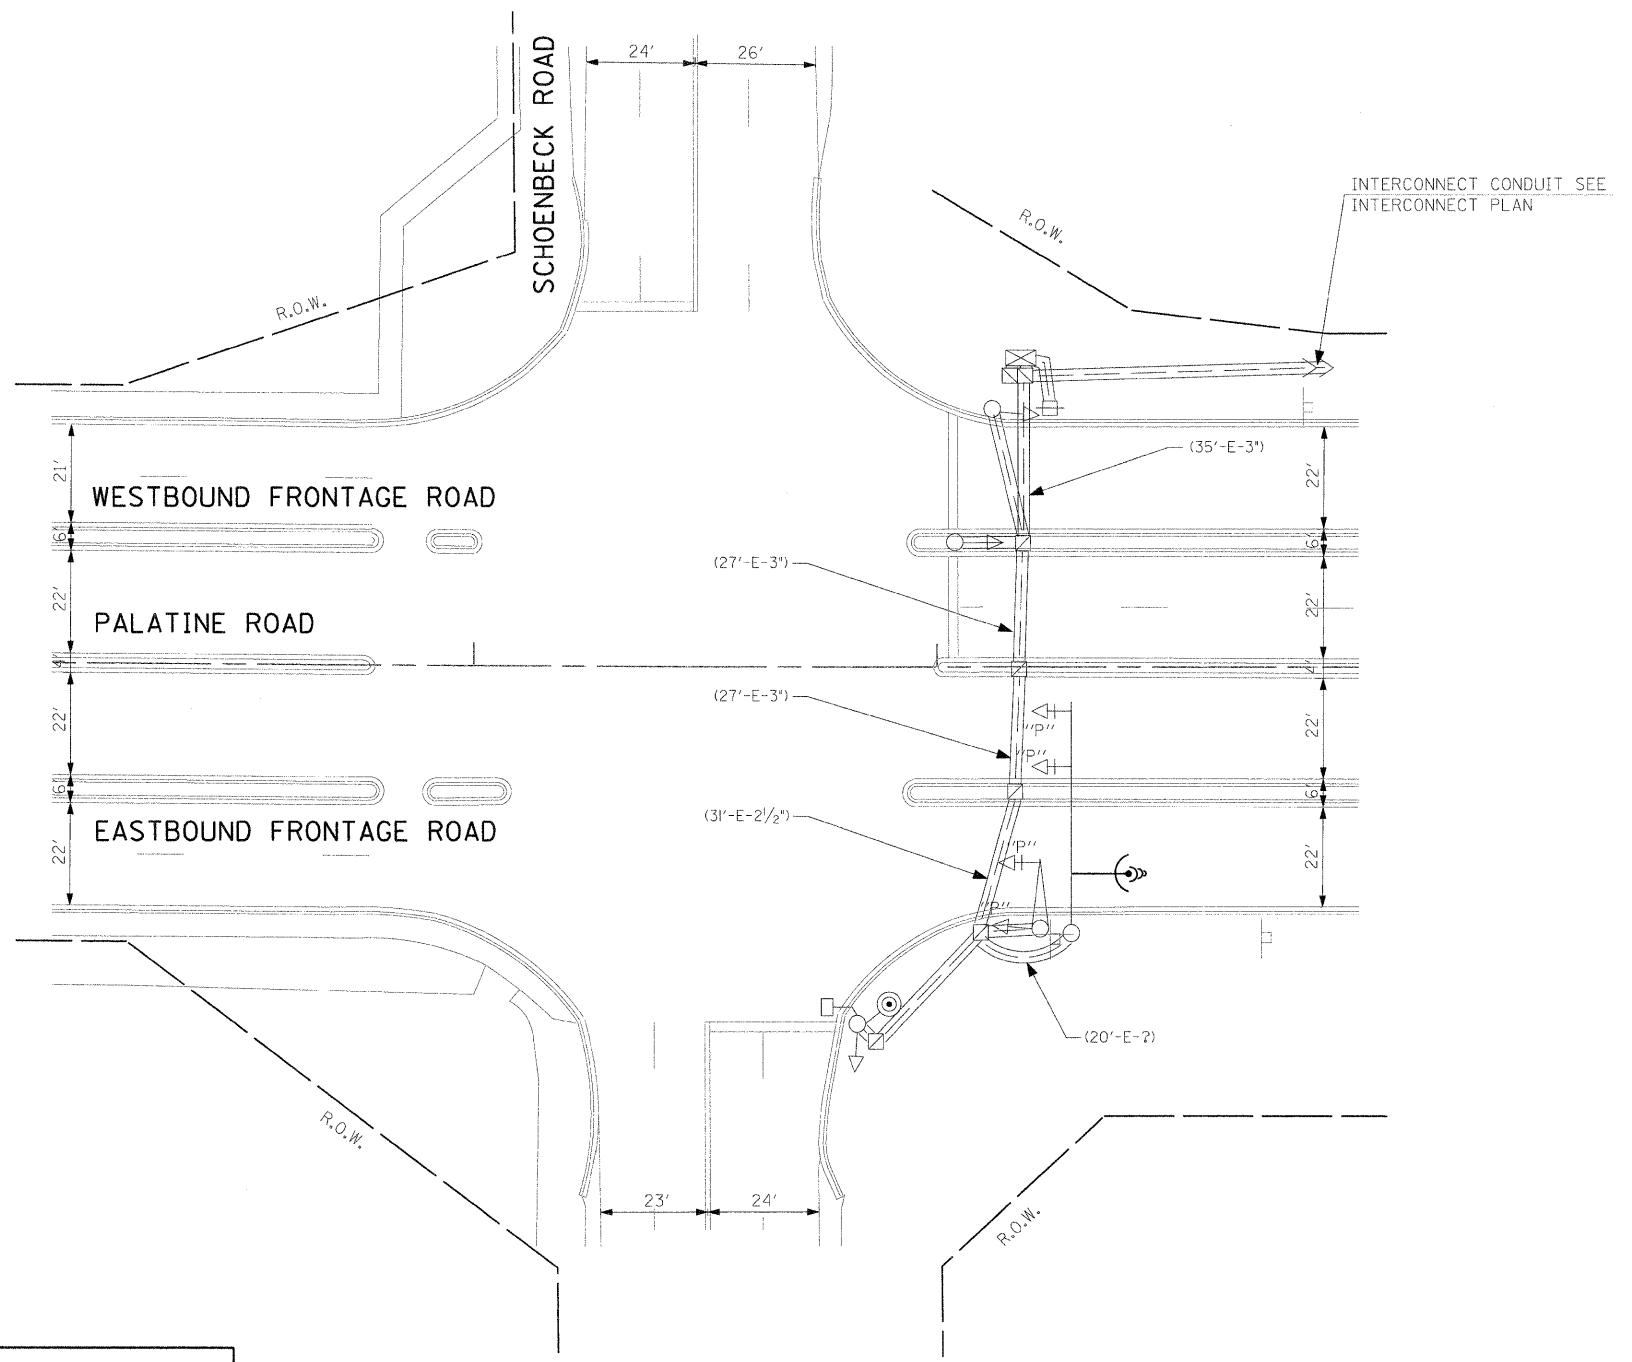 24'
26'
SCHOENBECK ROAD
INTERCONNECT CONDUIT SEE
INTERCONNECT PLAN
R.O.W.
R.O.W.
21'
22'
(35'-E-3")
WESTBOUND FRONTAGE ROAD
6'
6'
(27'-E-3")
22'
22'
PALATINE ROAD
4'
4'
(27'-E-3")
22'
22'
"P"
"P"
6'
6'
(31'-E-2½")
EASTBOUND FRONTAGE ROAD
22'
22'
"P"
"P"
(20'-E-?)
R.O.W.
23'
24'
R.O.W.